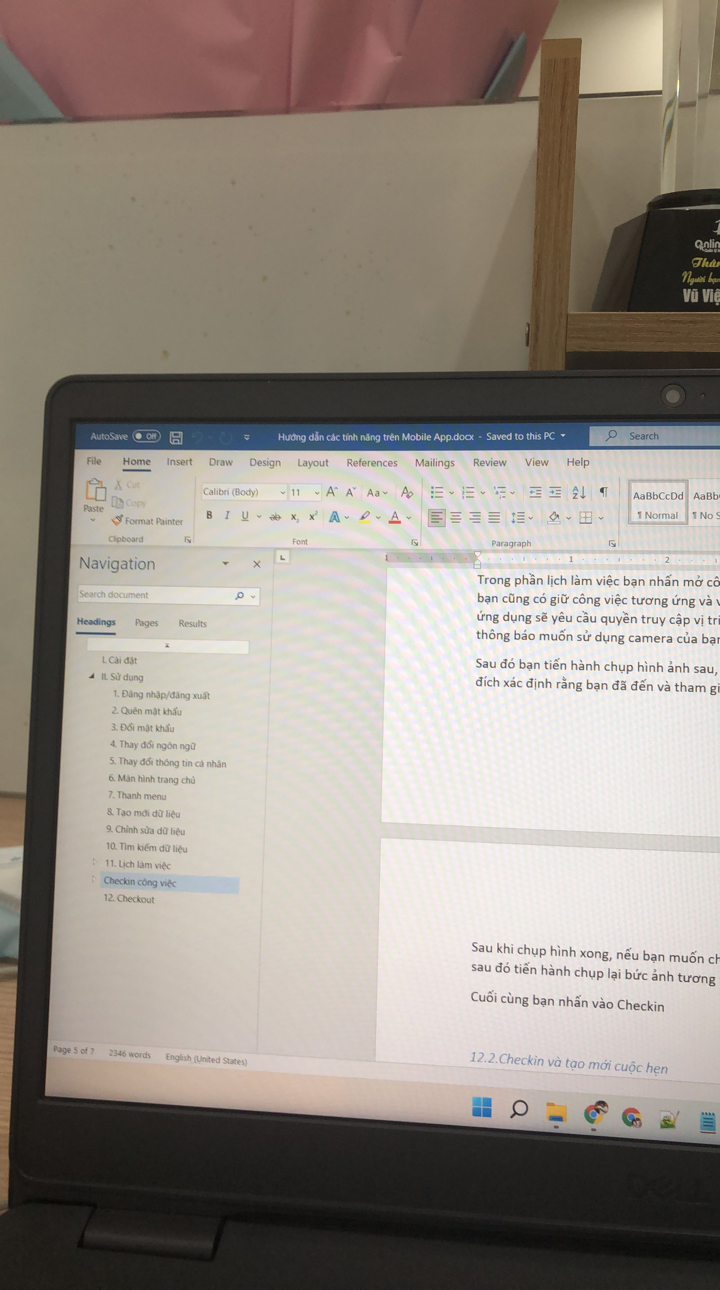 Onlin
Thân
Người bạn
Vũ Việ
AutoSave Off Hướng dẫn các tính năng trên Mobile App.docx - Saved to this PC Search
File Home Insert Draw Design Layout References Mailings Review View Help
Paste
Cut
Copy
Format Painter
Clipboard
Calibri (Body) 11
Font
Paragraph
AaBbCcDd AaBb
¶ Normal ¶ No S
Navigation
Search document
Headings Pages Results
I. Cài đặt
II. Sử dụng
1. Đăng nhập/đăng xuất
2. Quên mật khẩu
3. Đổi mật khẩu
4. Thay đổi ngôn ngữ
5. Thay đổi thông tin cá nhân
6. Màn hình trang chủ
7. Thanh menu
8. Tạo mới dữ liệu
9. Chỉnh sửa dữ liệu
10. Tìm kiếm dữ liệu
11. Lịch làm việc
Checkin công việc
12. Checkout
1 1 2
Trong phần lịch làm việc bạn nhấn mở cô
bạn cũng có giữ công việc tương ứng và v
ứng dụng sẽ yêu cầu quyền truy cập vị trí
thông báo muốn sử dụng camera của bạn
Sau đó bạn tiến hành chụp hình ảnh sau,
đích xác định rằng bạn đã đến và tham gi
Sau khi chụp hình xong, nếu bạn muốn ch
sau đó tiến hành chụp lại bức ảnh tương
Cuối cùng bạn nhấn vào Checkin
12.2.Checkin và tạo mới cuộc hẹn
Page 5 of 7 2346 words English (United States)
DELL